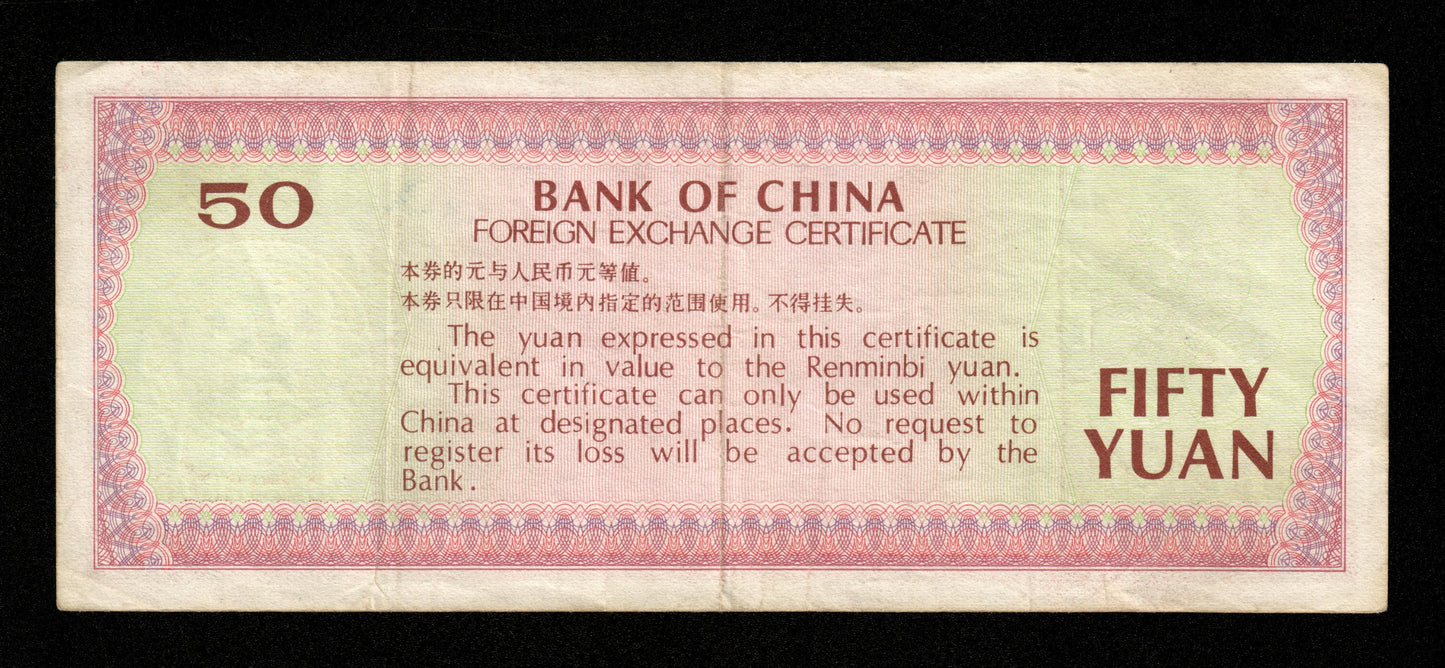 50
BANK OF CHINA
FOREIGN EXCHANGE CERTIFICATE
本券的元与人民币元等值。
本券只限在中国境内指定的范围使用。不得挂失。
The yuan expressed in this certificate is
equivalent in value to the Renminbi yuan.
This certificate can only be used within
China at designated places. No request to
register its loss will be accepted by the
Bank.
FIFTY
YUAN